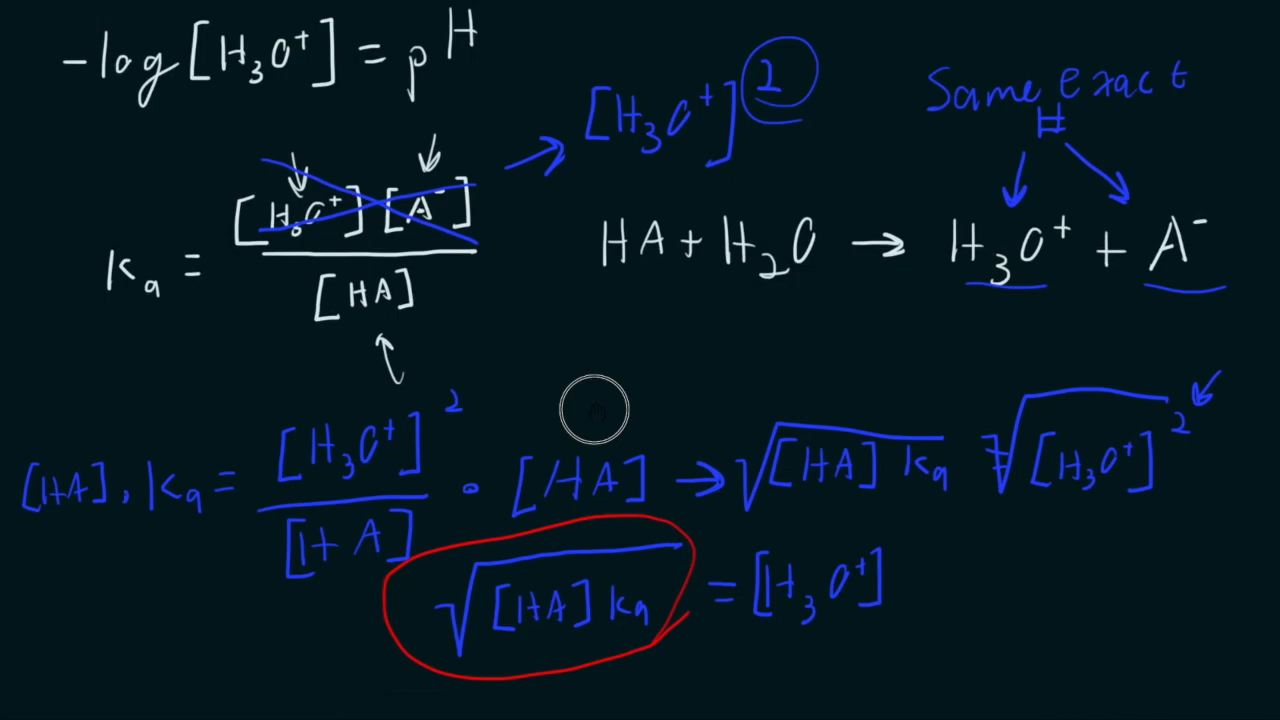 -log[H₃O⁺] = pH
[H₃O⁺]²
Same exact
#
Ka = [H₃O⁺][A⁻] / [HA]
HA + H₂O → H₃O⁺ + A⁻
[HA] · Ka = [H₃O⁺]² / [HA] · [HA] → √[HA] Ka = √[H₃O⁺]²
√[HA] Ka = [H₃O⁺]